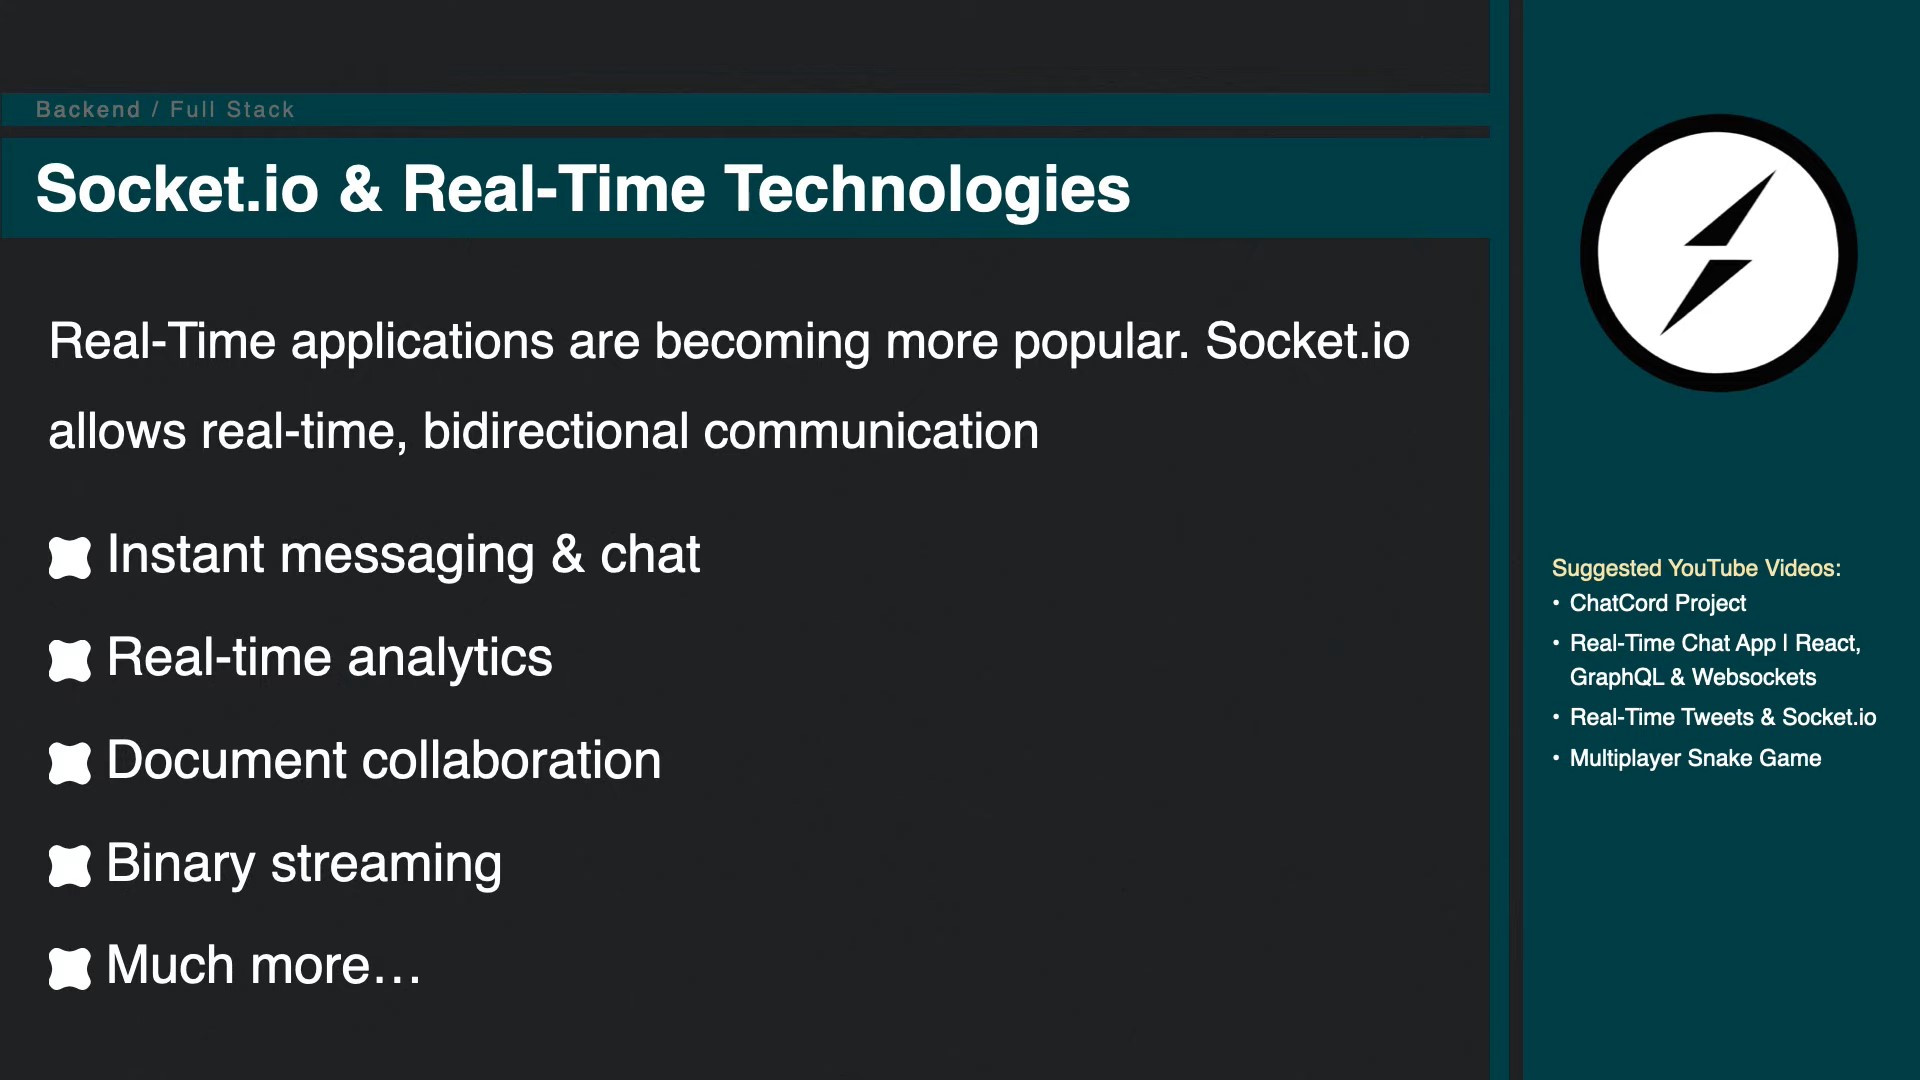 Backend / Full Stack
Socket.io & Real-Time Technologies
Real-Time applications are becoming more popular. Socket.io
allows real-time, bidirectional communication
Instant messaging & chat
Real-time analytics
Document collaboration
Binary streaming
Much more…
Suggested YouTube Videos:
• ChatCord Project
• Real-Time Chat App | React,
GraphQL & Websockets
• Real-Time Tweets & Socket.io
• Multiplayer Snake Game